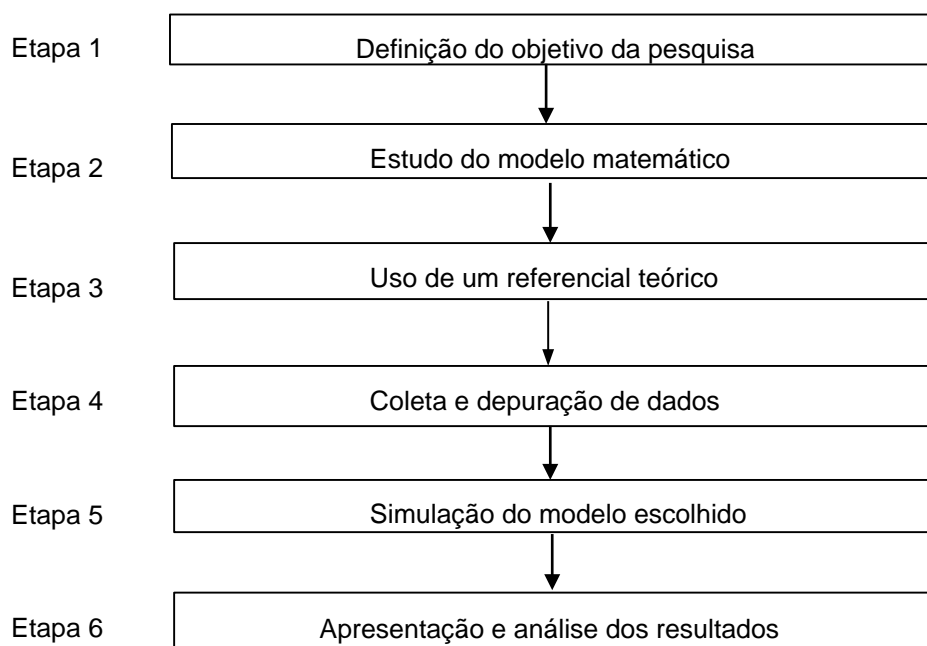 Etapa 1 Definição do objetivo da pesquisa
Etapa 2 Estudo do modelo matemático
Etapa 3 Uso de um referencial teórico
Etapa 4 Coleta e depuração de dados
Etapa 5 Simulação do modelo escolhido
Etapa 6 Apresentação e análise dos resultados